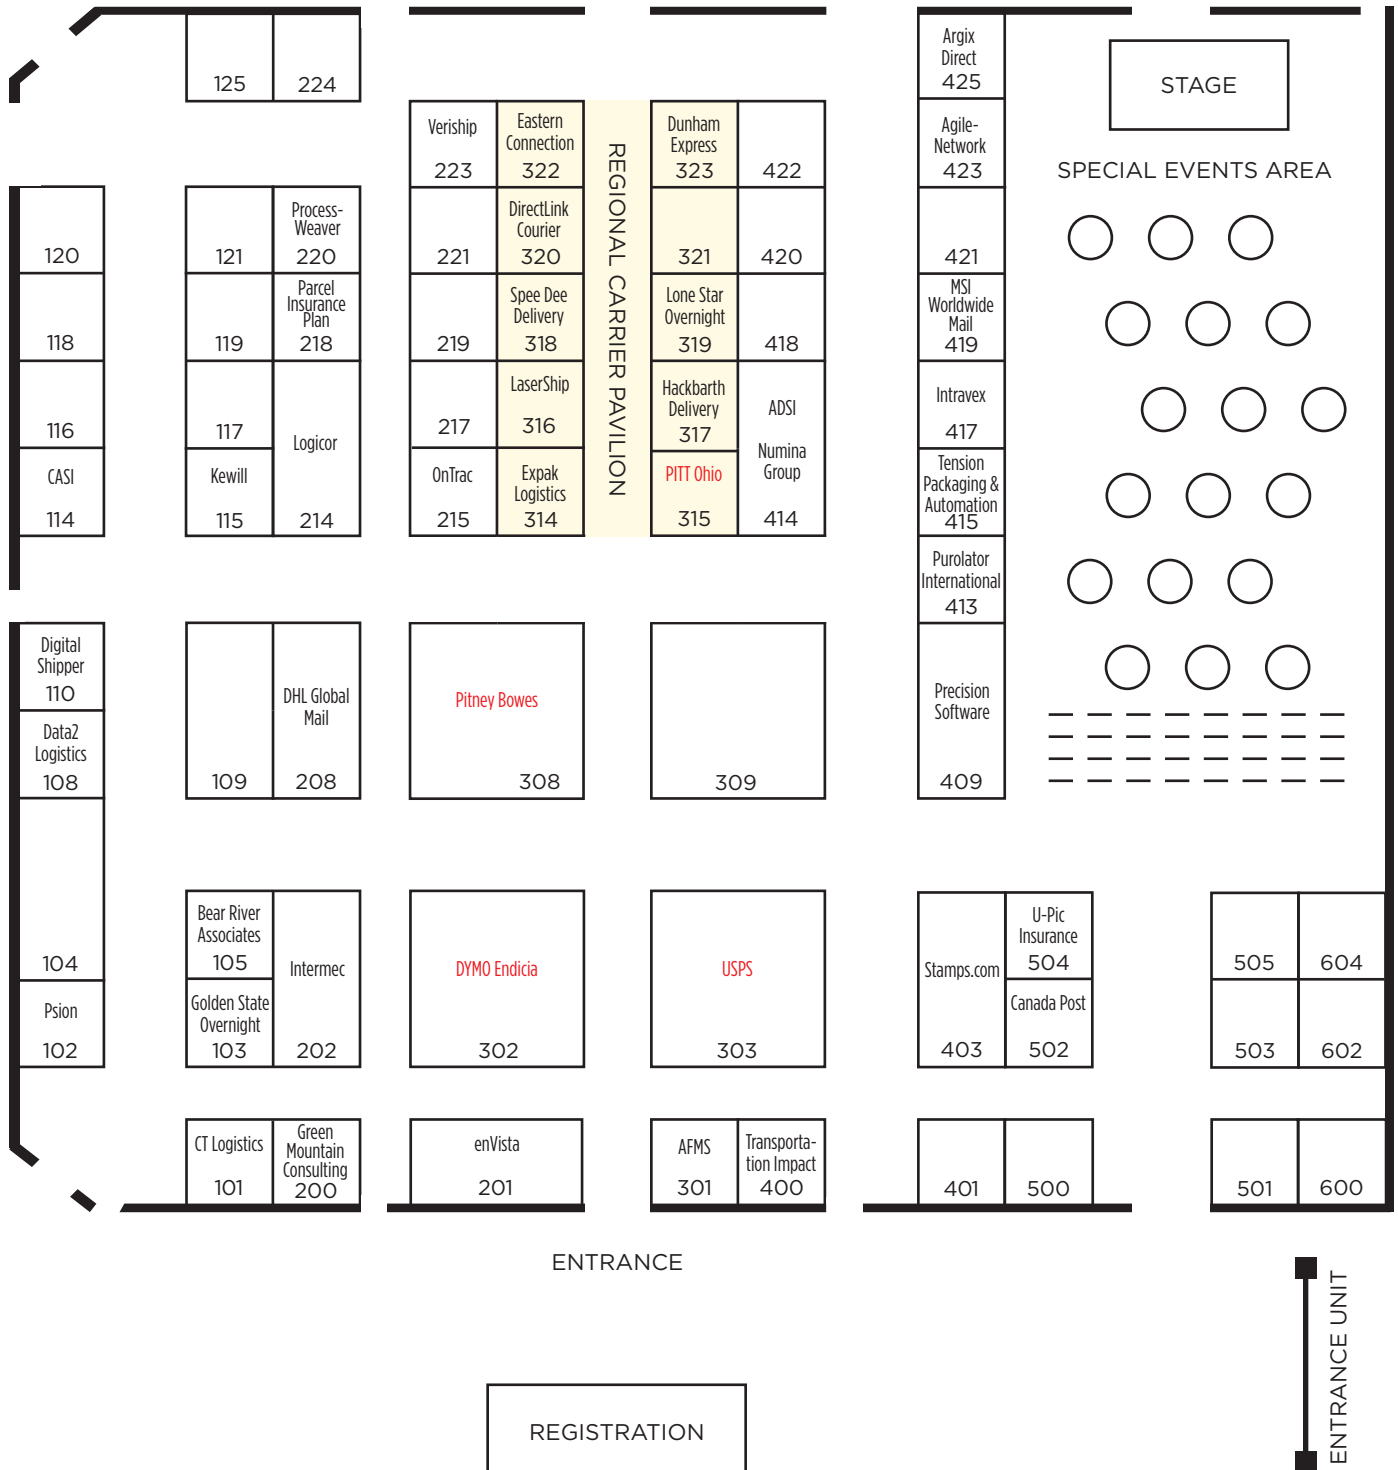 125
224
Argix
Direct
425
STAGE
SPECIAL EVENTS AREA
Veriship
223
Eastern
Connection
322
REGIONAL CARRIER PAVILION
Dunham
Express
323
422
Agile-
Network
423
120
121
Process-
Weaver
220
221
DirectLink
Courier
320
321
420
421
118
119
Parcel
Insurance
Plan
218
219
Spee Dee
Delivery
318
Lone Star
Overnight
319
418
MSI
Worldwide
Mail
419
116
117
Logicor
214
217
LaserShip
316
Hackbarth
Delivery
317
ADSI
Numina
Group
414
Intravex
417
CASI
114
Kewill
115
OnTrac
215
Expak
Logistics
314
PITT Ohio
315
Tension
Packaging &
Automation
415
Purolator
International
413
Digital
Shipper
110
Data2
Logistics
108
109
DHL Global
Mail
208
Pitney Bowes
308
309
Precision
Software
409
104
Psion
102
Bear River
Associates
105
Golden State
Overnight
103
Intermec
202
DYMO Endicia
302
USPS
303
Stamps.com
403
U-Pic
Insurance
504
Canada Post
502
505
604
503
602
CT Logistics
101
Green
Mountain
Consulting
200
enVista
201
AFMS
301
Transporta-
tion Impact
400
401
500
501
600
ENTRANCE
ENTRANCE UNIT
REGISTRATION